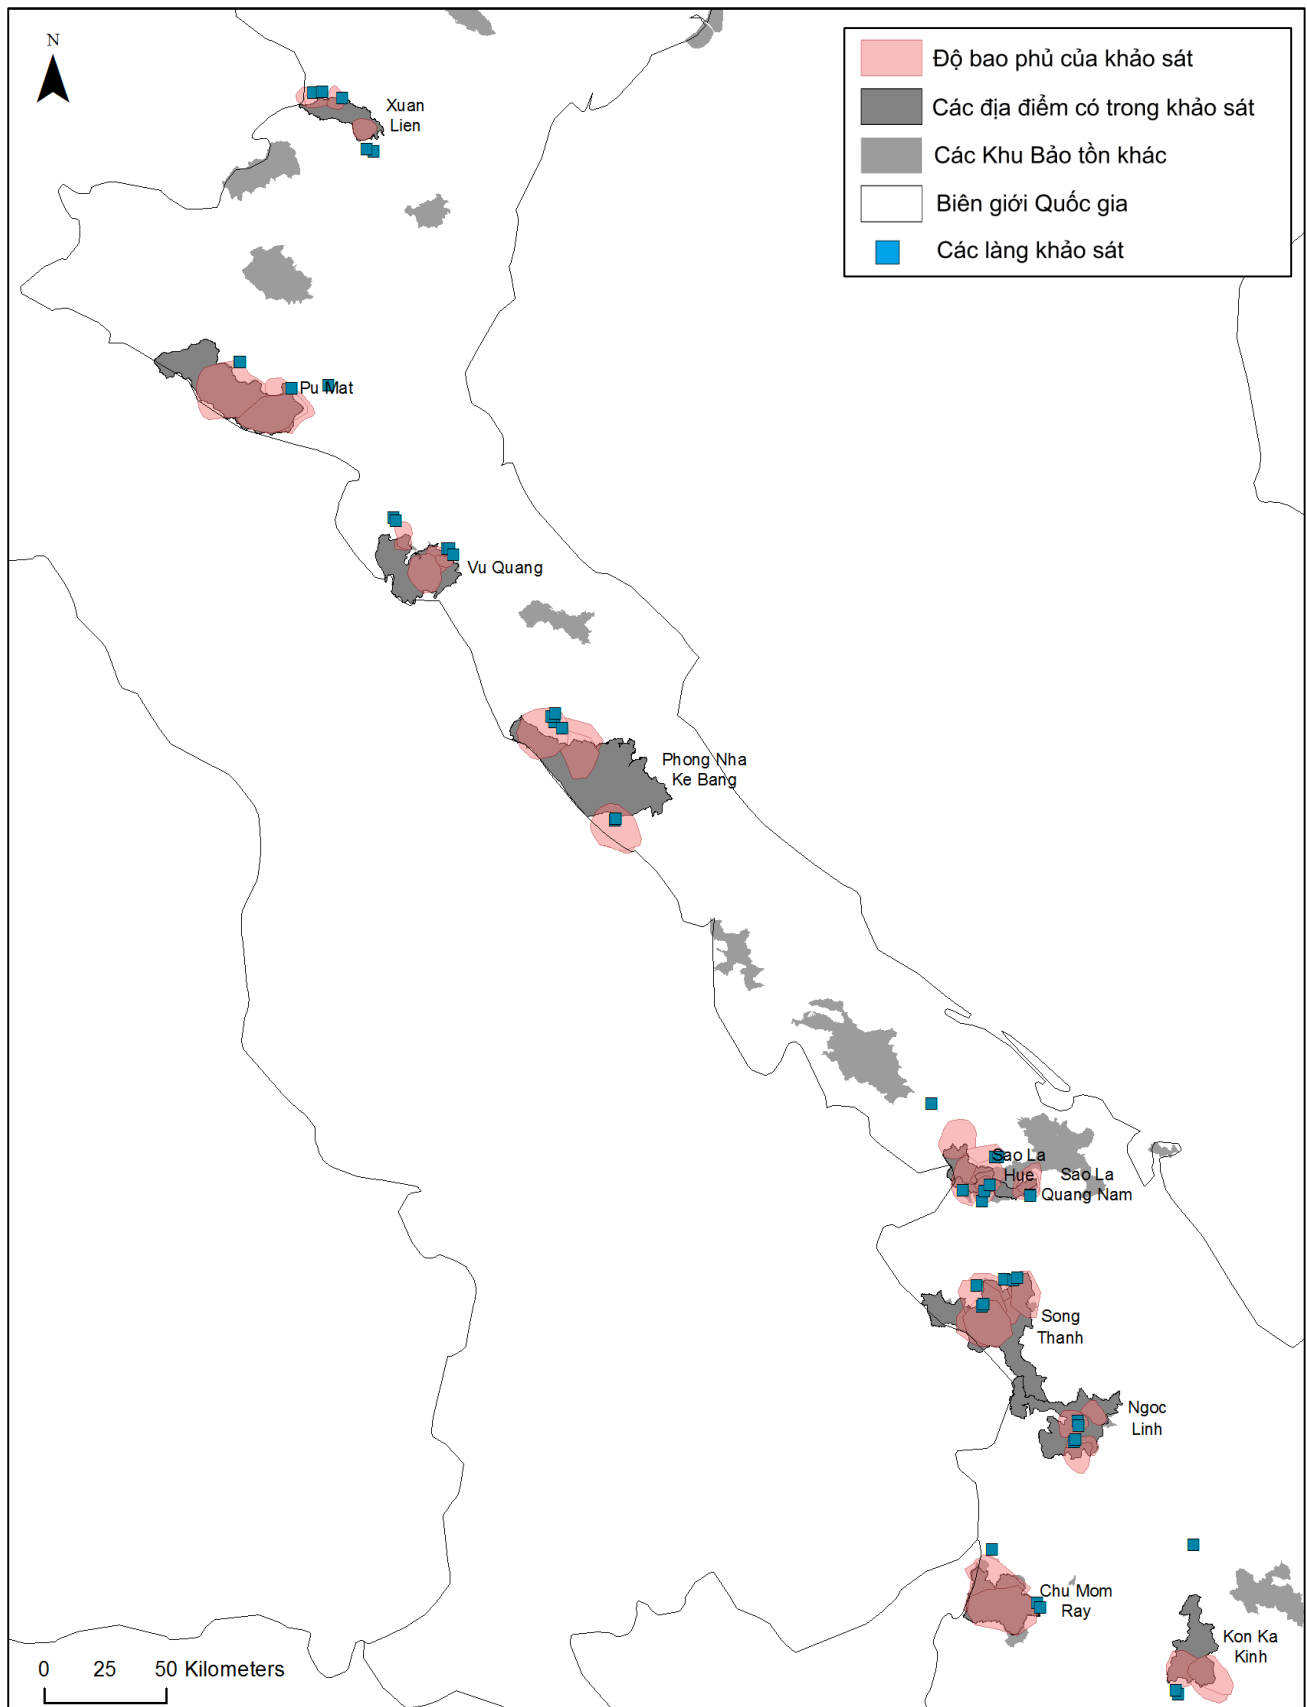 N
Độ bao phủ của khảo sát
Các địa điểm có trong khảo sát
Các Khu Bảo tồn khác
Biên giới Quốc gia
Các làng khảo sát
Xuan
Lien
Pu Mat
Vu Quang
Phong Nha
Ke Bang
Sao La
Hue
Sao La
Quang Nam
Song
Thanh
Ngoc
Linh
Chu Mom
Ray
Kon Ka
Kinh
0 25 50 Kilometers